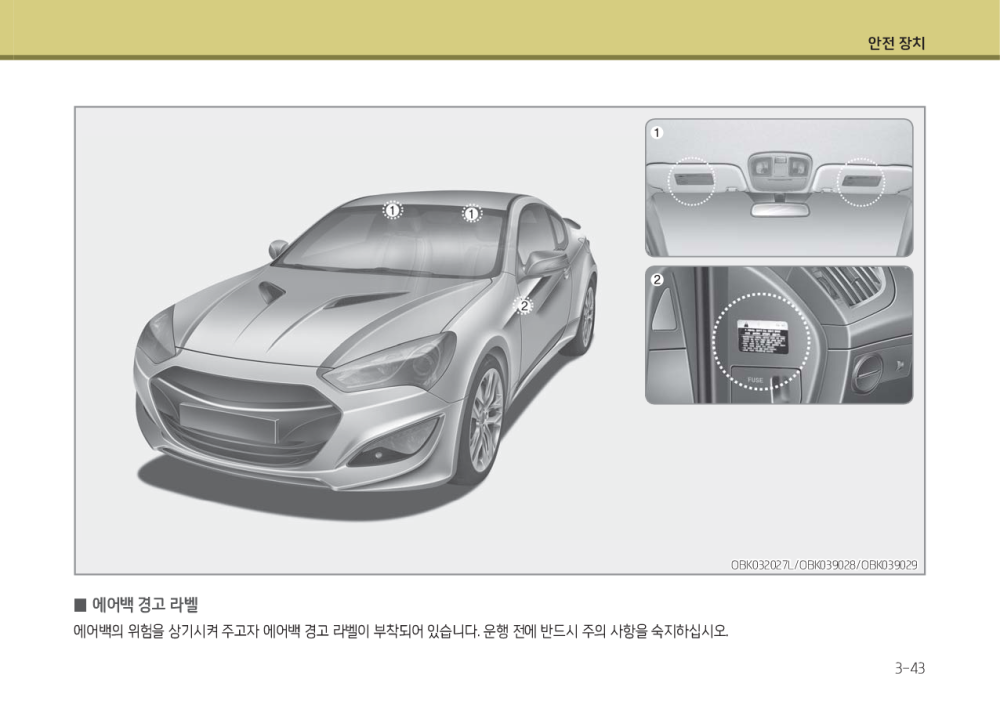 안전 장치
1
1
1
2
2
FUSE
OBK032027L/OBK039028/OBK039029
■ 에어백 경고 라벨
에어백의 위험을 상기시켜 주고자 에어백 경고 라벨이 부착되어 있습니다. 운행 전에 반드시 주의 사항을 숙지하십시오.
3-43